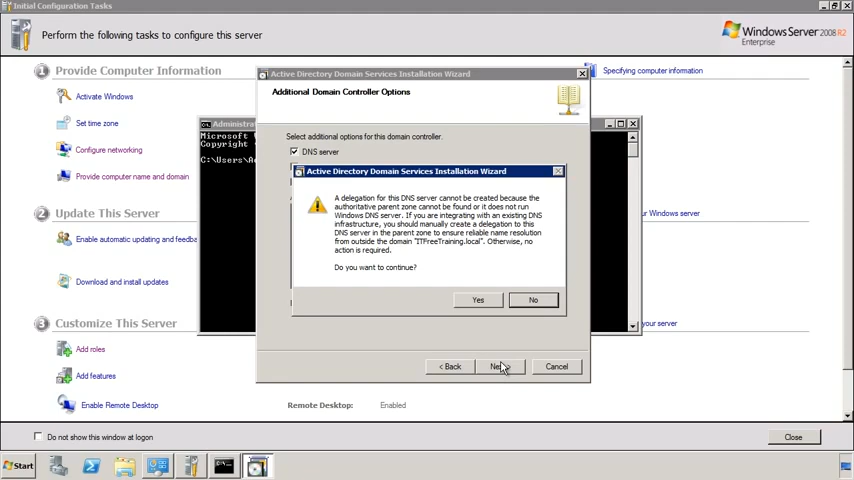 Initial Configuration Tasks
Perform the following tasks to configure this server
Windows Server 2008 R2
Enterprise
1 Provide Computer Information
Specifying computer information
Activate Windows
Set time zone
Configure networking
Provide computer name and domain
2 Update This Server
Windows server
Enable automatic updating and feedba
Download and install updates
3 Customize This Server
your server
Add roles
Add features
Enable Remote Desktop
Remote Desktop:
Enabled
Administra
Microsoft
Copyright
C:\Users\A
Active Directory Domain Services Installation Wizard
Additional Domain Controller Options
Select additional options for this domain controller.
DNS server
Active Directory Domain Services Installation Wizard
A delegation for this DNS server cannot be created because the
authoritative parent zone cannot be found or it does not run
Windows DNS server. If you are integrating with an existing DNS
infrastructure, you should manually create a delegation to this
DNS server in the parent zone to ensure reliable name resolution
from outside the domain "ITFreeTraining.local". Otherwise, no
action is required.
Do you want to continue?
Yes
No
< Back
Cancel
Do not show this window at logon
Close
Start